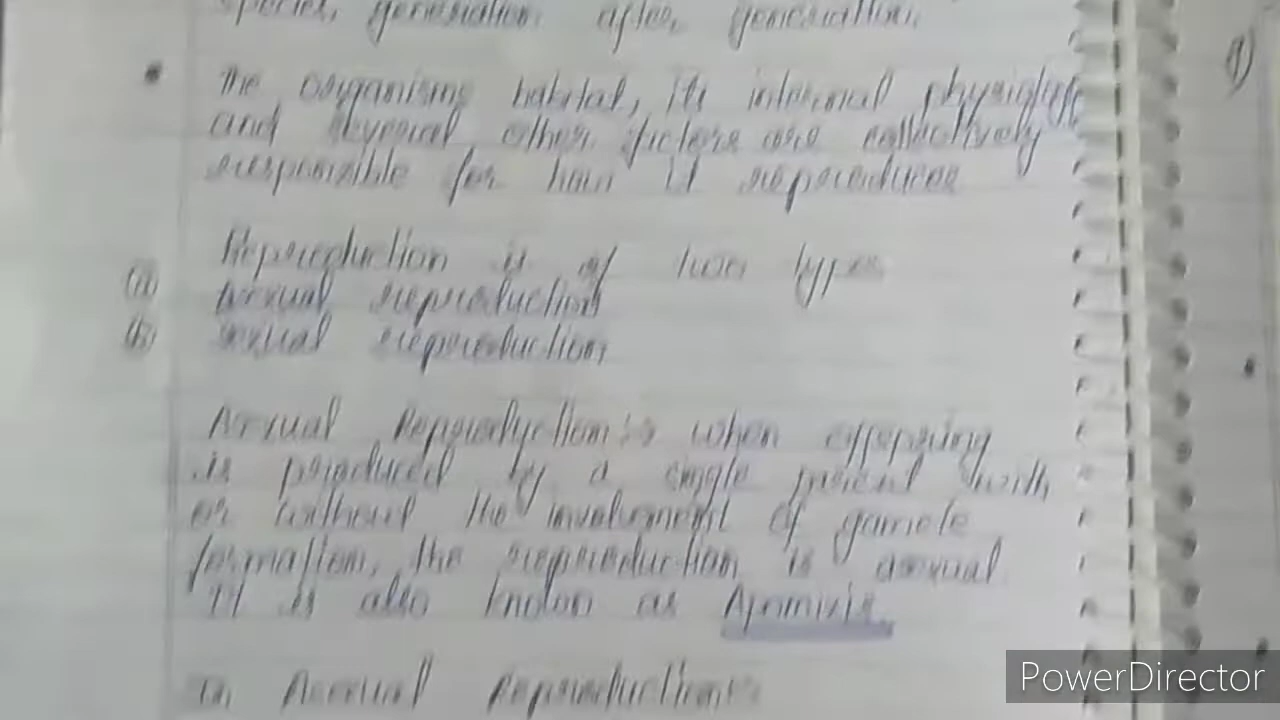 species, generation after generation.
• The organisms habitat, its internal physiology
and several other factors are collectively
responsible for how it reproduces
Reproduction is of two types
(a) Asexual reproduction
(b) Sexual reproduction
Asexual Reproduction:- When offspring
is produced by a single parent with
or without the involvement of gamete
formation, the reproduction is asexual.
It is also known as Apomixis.
In Asexual Reproduction:-
1)
PowerDirector